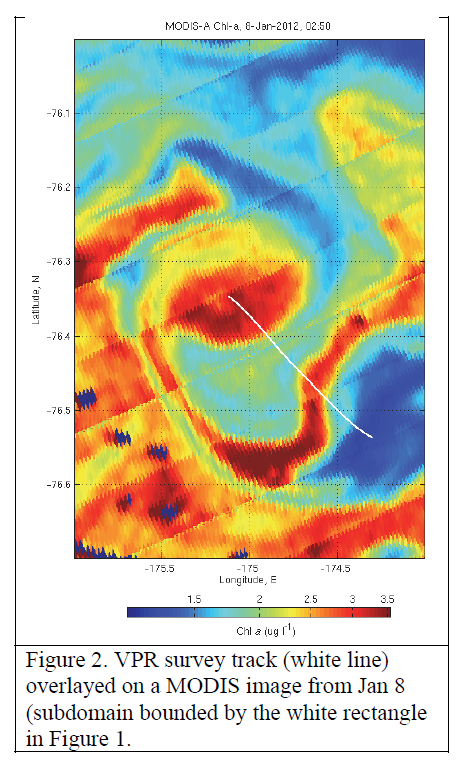 MODIS-A Chl-a, 8-Jan-2012, 02:50
-76.1
-76.2
-76.3
-76.4
-76.5
-76.6
Latitude, N
-175.5
-175
-174.5
Longitude, E
1.5
2
2.5
3
3.5
Chl a (ug l-1)
Figure 2. VPR survey track (white line)
overlayed on a MODIS image from Jan 8
(subdomain bounded by the white rectangle
in Figure 1.